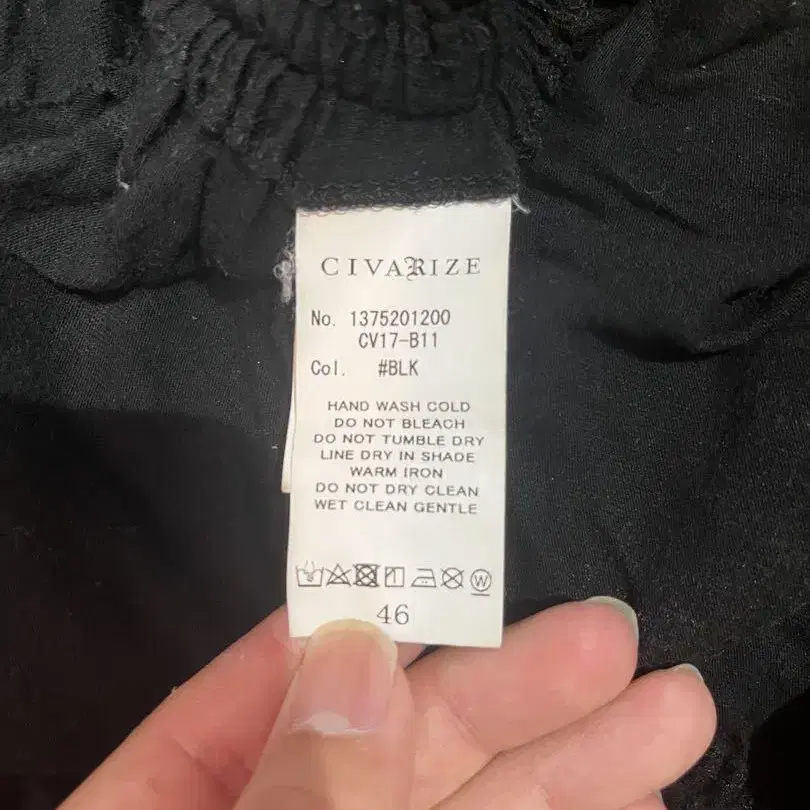 CIVARIZE
No. 1375201200
CV17-B11
Col. #BLK
HAND WASH COLD
DO NOT BLEACH
DO NOT TUMBLE DRY
LINE DRY IN SHADE
WARM IRON
DO NOT DRY CLEAN
WET CLEAN GENTLE
W
46